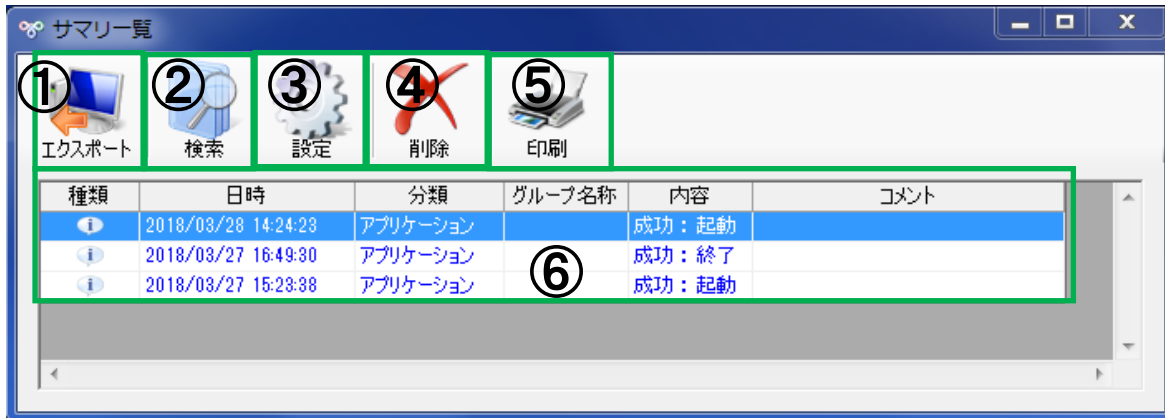 サマリ一覧
① ② ③ ④ ⑤
エクスポート 検索 設定 削除 印刷
種類 日時 分類 グループ名称 内容 コメント
2018/03/28 14:24:23 アプリケーション 成功：起動
2018/03/27 16:49:30 アプリケーション 成功：終了
⑥
2018/03/27 15:23:38 アプリケーション 成功：起動